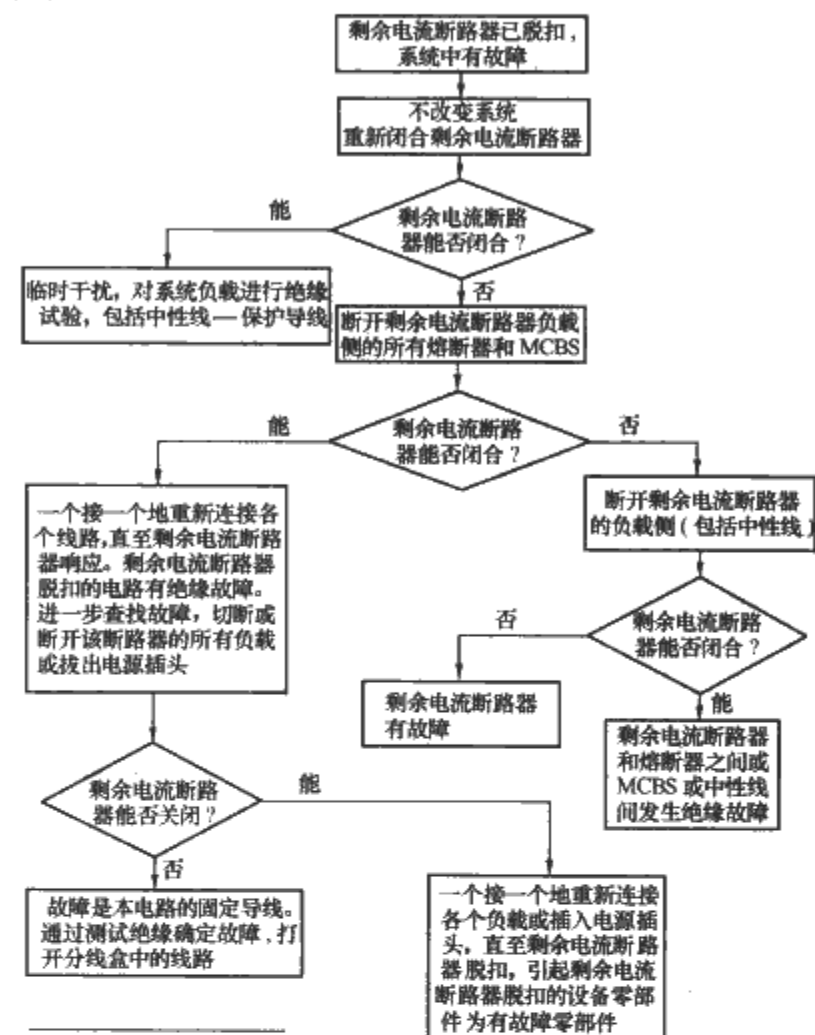 剩余电流断路器已脱扣，
系统中有故障
不改变系统
重新闭合剩余电流断路器
能
剩余电流断路
器能否闭合？
否
临时干扰，对系统负载进行绝缘
试验，包括中性线—保护导线
断开剩余电流断路器负载
侧的所有熔断器和 MCBS
能
剩余电流断路
器能否闭合？
否
一个接一个地重新连接各
个线路,直至剩余电流断路
器响应。剩余电流断路器
脱扣的电路有绝缘故障。
进一步查找故障，切断或
断开该断路器的所有负载
或拔出电源插头
断开剩余电流断路器
的负载侧（包括中性线）
否
剩余电流断路
器能否闭合？
能
剩余电流断路器
有故障
剩余电流断路器
和熔断器之间或
MCBS 或中性线
间发生绝缘故障
剩余电流断路
器能否关闭？
能
否
故障是本电路的固定导线。
通过测试绝缘确定故障，打
开分线盒中的线路
一个接一个地重新连接
各个负载或插入电源插
头，直至剩余电流断路
器脱扣，引起剩余电流
断路器脱扣的设备零部
件为有故障零部件